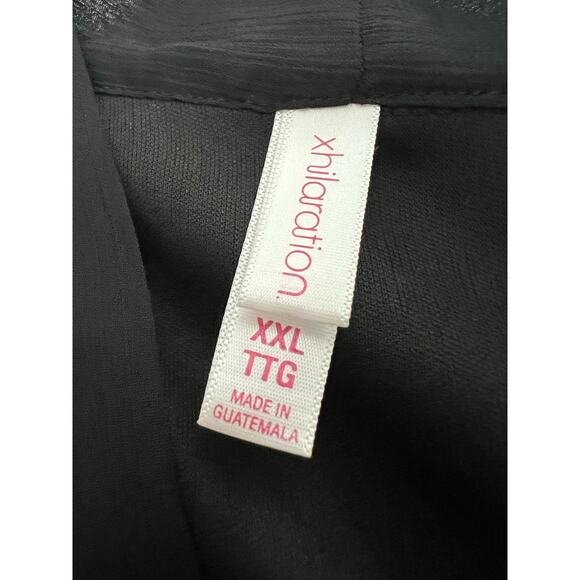 xhilaration.
XXL
TTG
MADE IN
GUATEMALA